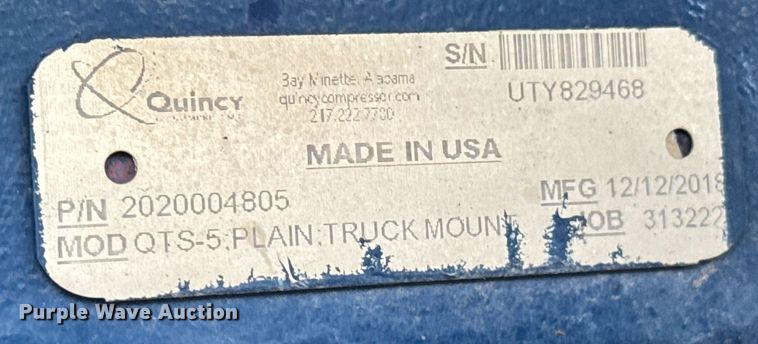 Quincy
Bay Minette, Alabama
quincycompressor.com
217.222.7700
S/N
UTY829468
MADE IN USA
P/N 2020004805
MFG 12/12/2018
MOD QTS-5;PLAIN;TRUCK MOUNT
JOB 313222
Purple Wave Auction